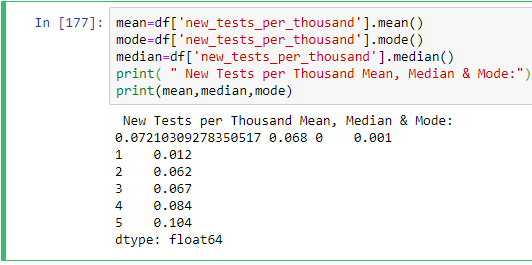 In [177]: mean=df['new_tests_per_thousand'].mean()
mode=df['new_tests_per_thousand'].mode()
median=df['new_tests_per_thousand'].median()
print( " New Tests per Thousand Mean, Median & Mode:")
print(mean,median,mode)
New Tests per Thousand Mean, Median & Mode:
0.07210309278350517 0.068 0    0.001
1    0.012
2    0.062
3    0.067
4    0.084
5    0.104
dtype: float64